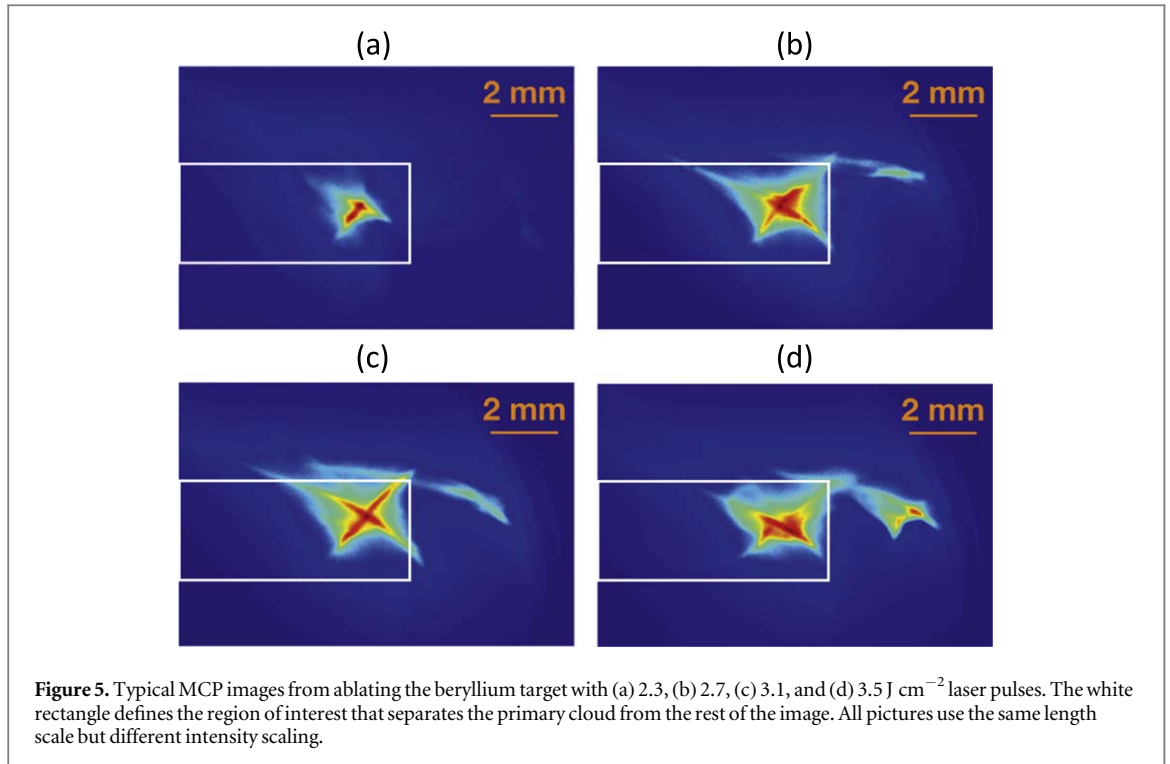 (a)
(b)
2 mm
2 mm
(c)
(d)
2 mm
2 mm
Figure 5. Typical MCP images from ablating the beryllium target with (a) 2.3, (b) 2.7, (c) 3.1, and (d) 3.5 J cm⁻² laser pulses. The white
rectangle defines the region of interest that separates the primary cloud from the rest of the image. All pictures use the same length
scale but different intensity scaling.